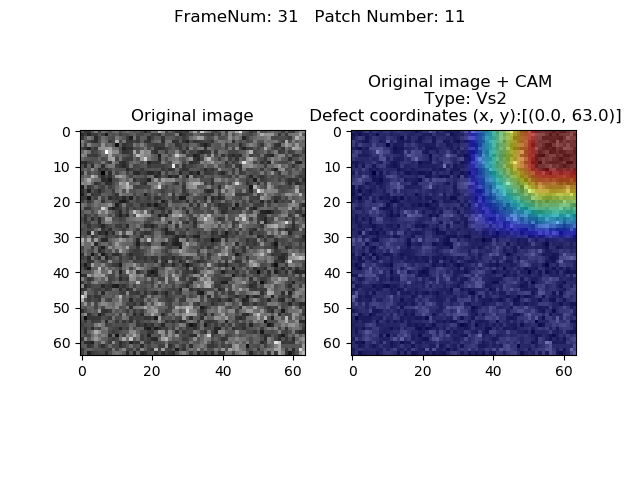 FrameNum: 31   Patch Number: 11
Original image
0
10
20
30
40
50
60
0 20 40 60
Original image + CAM
Type: Vs2
Defect coordinates (x, y):[(0.0, 63.0)]
0
10
20
30
40
50
60
0 20 40 60